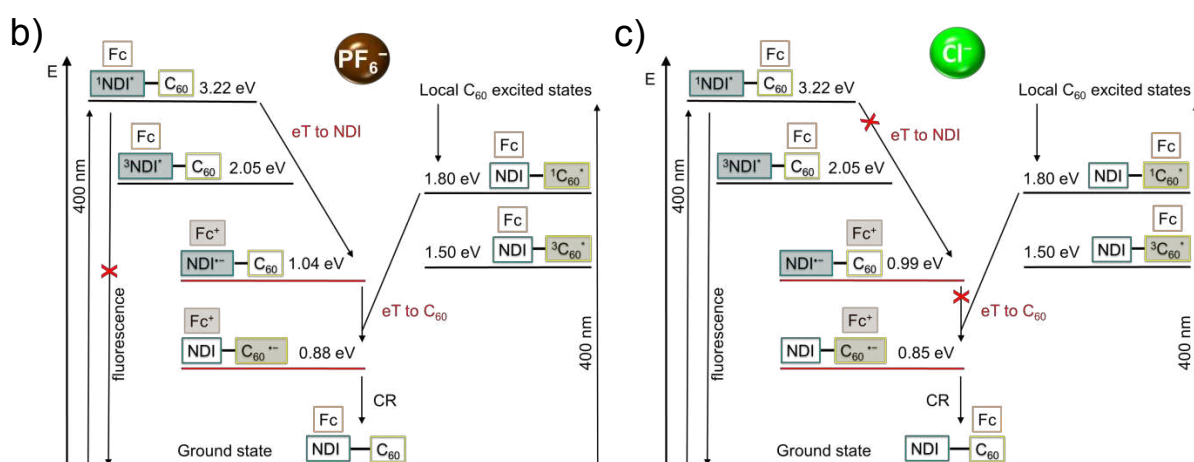 b)
PF₆⁻
E
Fc
¹NDI* C₆₀ 3.22 eV
Local C₆₀ excited states
eT to NDI
Fc
³NDI* C₆₀ 2.05 eV
Fc
1.80 eV NDI ¹C₆₀*
400 nm
Fc
1.50 eV NDI ³C₆₀*
Fc⁺
NDI•⁻ C₆₀ 1.04 eV
eT to C₆₀
fluorescence
Fc⁺
NDI C₆₀•⁻ 0.88 eV
400 nm
CR
Fc
Ground state NDI C₆₀
c)
Cl⁻
E
Fc
¹NDI* C₆₀ 3.22 eV
Local C₆₀ excited states
eT to NDI
Fc
³NDI* C₆₀ 2.05 eV
Fc
1.80 eV NDI ¹C₆₀*
400 nm
Fc
1.50 eV NDI ³C₆₀*
Fc⁺
NDI•⁻ C₆₀ 0.99 eV
eT to C₆₀
fluorescence
Fc⁺
NDI C₆₀•⁻ 0.85 eV
400 nm
CR
Fc
Ground state NDI C₆₀